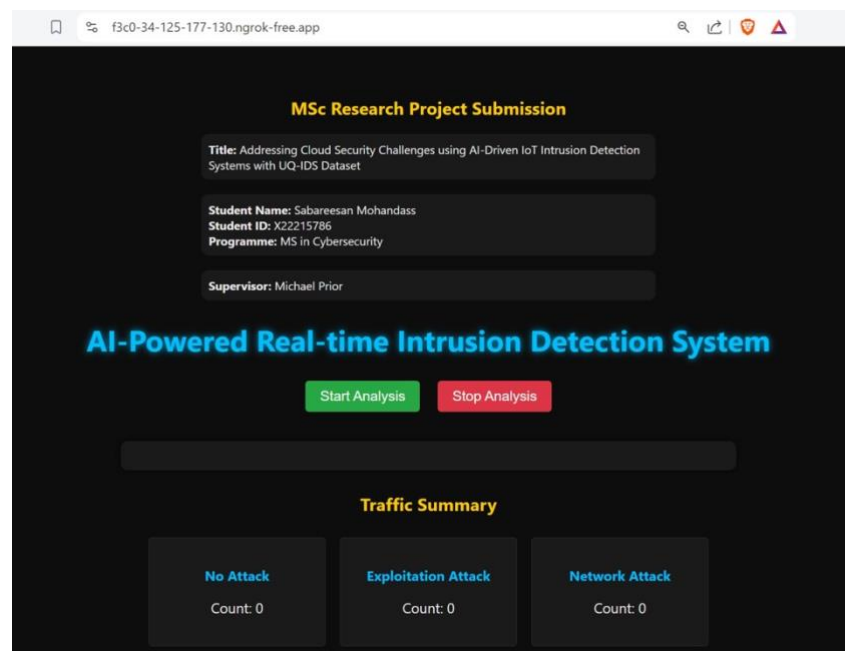 f3c0-34-125-177-130.ngrok-free.app
MSc Research Project Submission
Title: Addressing Cloud Security Challenges using AI-Driven IoT Intrusion Detection
Systems with UQ-IDS Dataset
Student Name: Sabareesan Mohandass
Student ID: X22215786
Programme: MS in Cybersecurity
Supervisor: Michael Prior
AI-Powered Real-time Intrusion Detection System
Start Analysis Stop Analysis
Traffic Summary
No Attack Exploitation Attack Network Attack
Count: 0 Count: 0 Count: 0